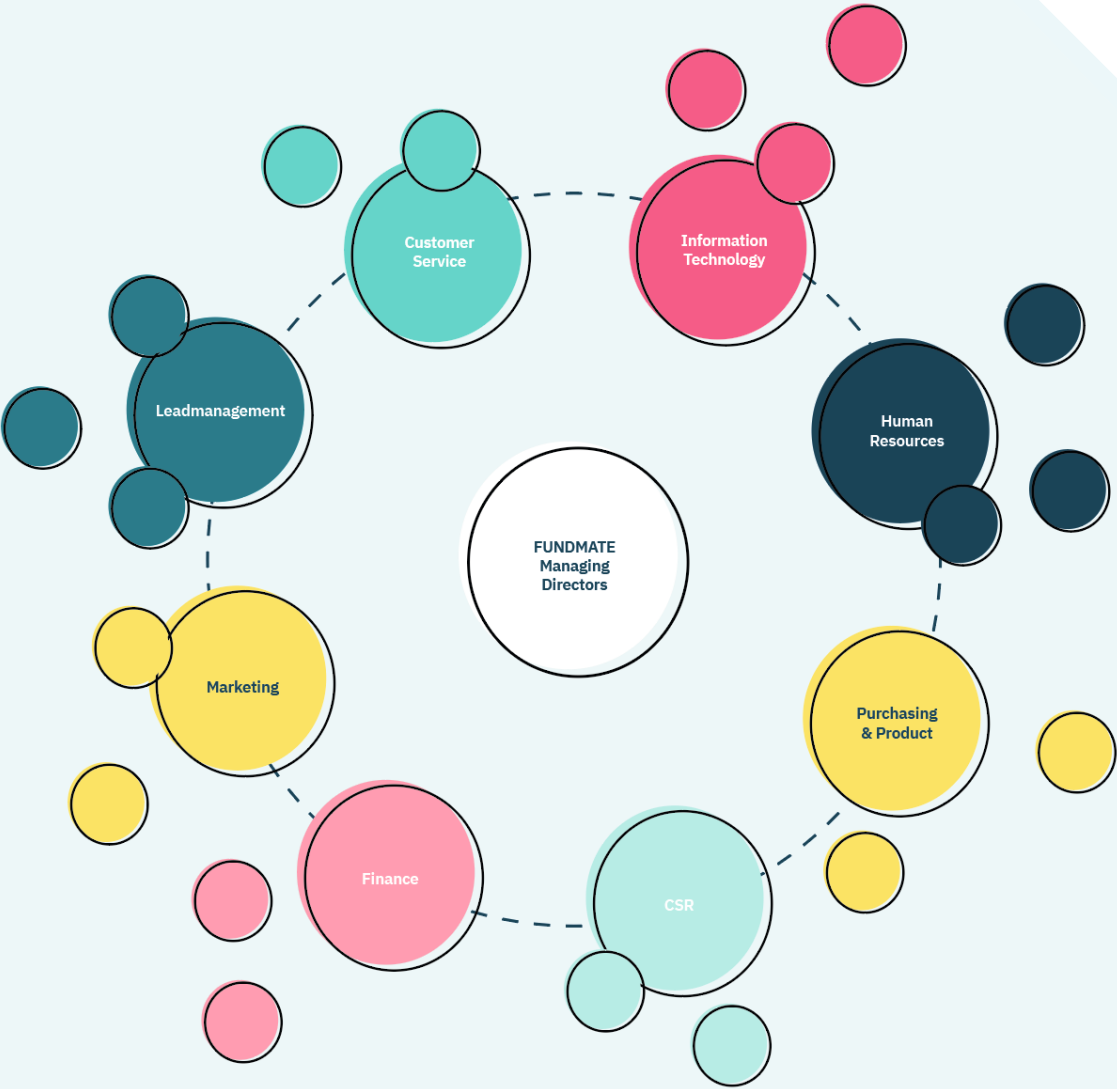 Customer
Service
Information
Technology
Leadmanagement
Human
Resources
FUNDMATE
Managing
Directors
Marketing
Purchasing
& Product
Finance
CSR